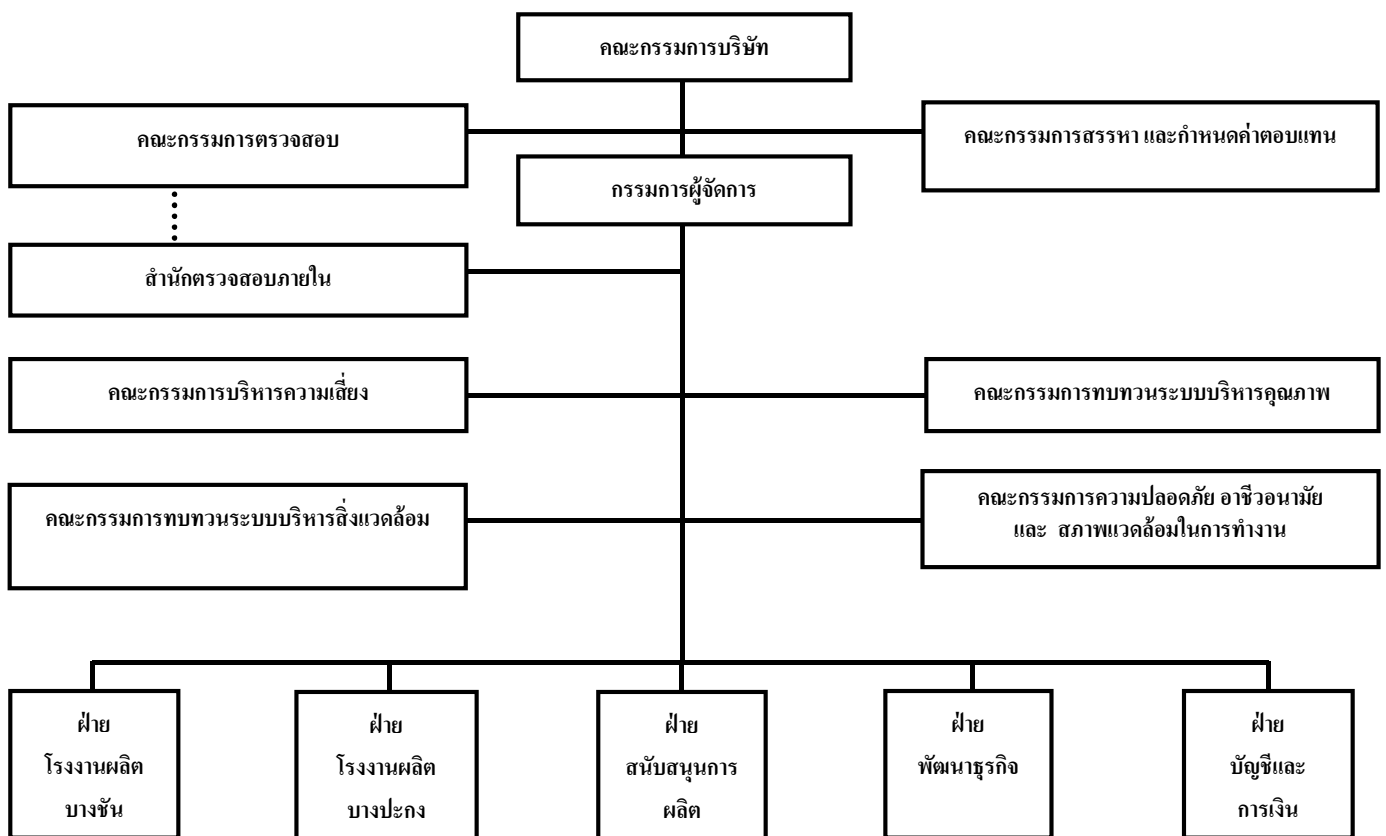 คณะกรรมการบริษัท
คณะกรรมการตรวจสอบ
คณะกรรมการสรรหา และกำหนดค่าตอบแทน
กรรมการผู้จัดการ
สำนักตรวจสอบภายใน
คณะกรรมการบริหารความเสี่ยง
คณะกรรมการทบทวนระบบบริหารคุณภาพ
คณะกรรมการทบทวนระบบบริหารสิ่งแวดล้อม
คณะกรรมการความปลอดภัย อาชีวอนามัย
และ สภาพแวดล้อมในการทำงาน
ฝ่าย
โรงงานผลิต
บางชัน
ฝ่าย
โรงงานผลิต
บางปะกง
ฝ่าย
สนับสนุนการ
ผลิต
ฝ่าย
พัฒนาธุรกิจ
ฝ่าย
บัญชีและ
การเงิน